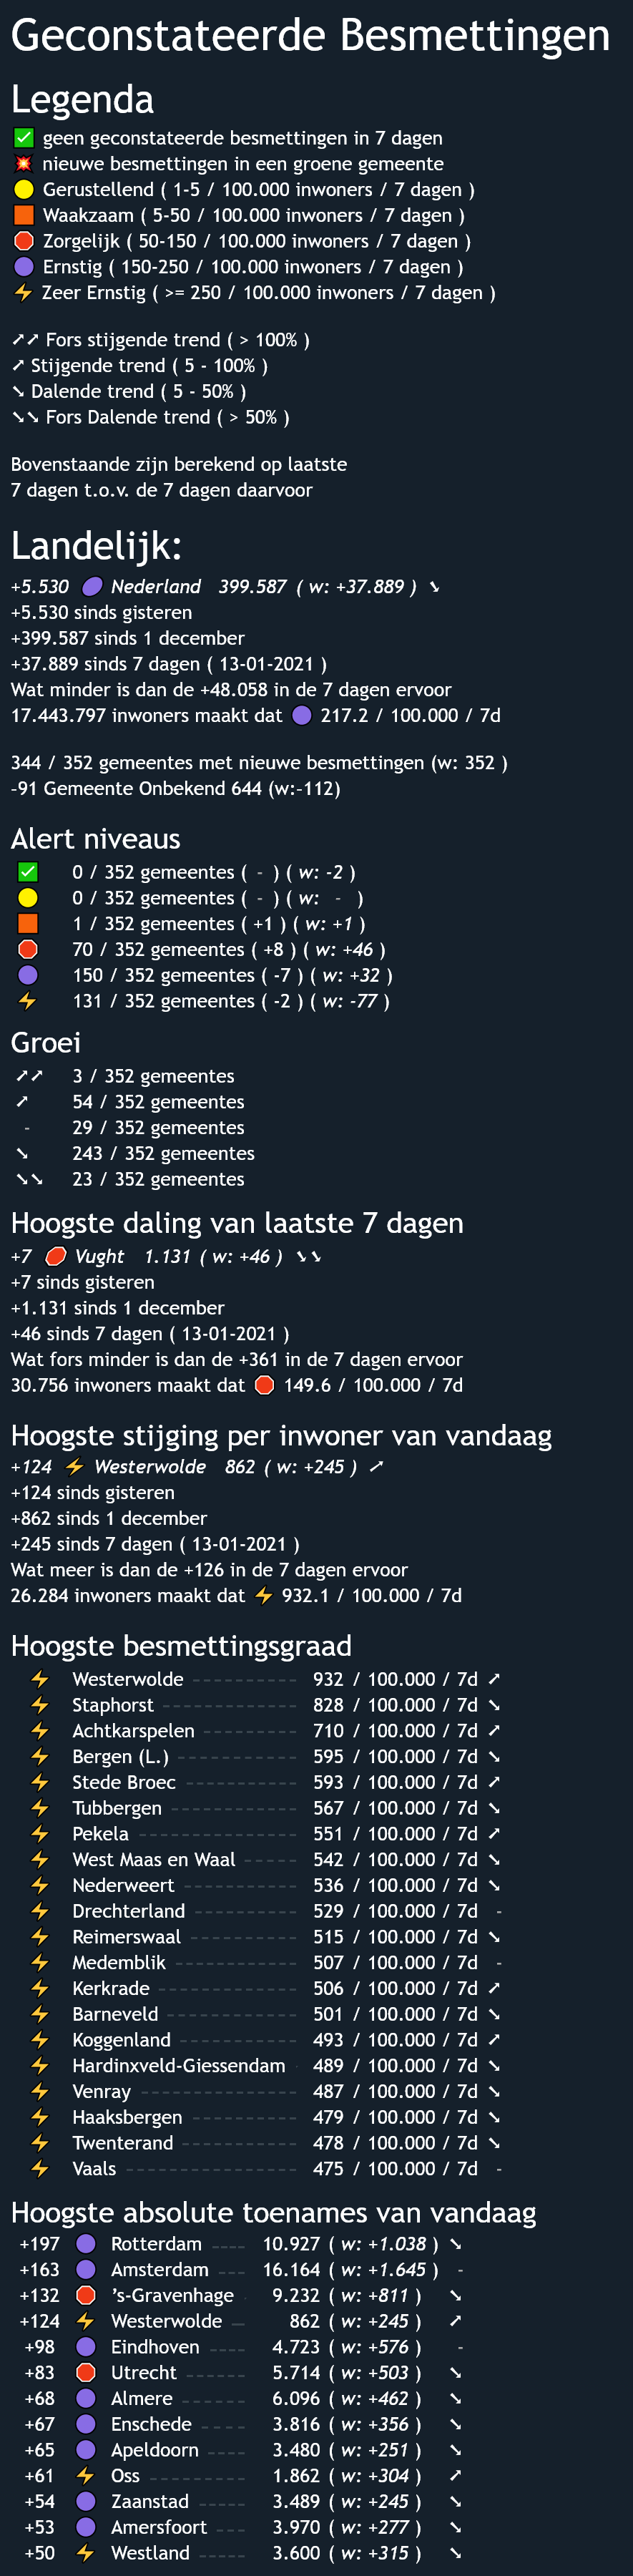 Geconstateerde Besmettingen
Legenda
✅ geen geconstateerde besmettingen in 7 dagen
💥 nieuwe besmettingen in een groene gemeente
🟡 Gerustellend ( 1-5 / 100.000 inwoners / 7 dagen )
🟧 Waakzaam ( 5-50 / 100.000 inwoners / 7 dagen )
🛑 Zorgelijk ( 50-150 / 100.000 inwoners / 7 dagen )
🟣 Ernstig ( 150-250 / 100.000 inwoners / 7 dagen )
⚡ Zeer Ernstig ( >= 250 / 100.000 inwoners / 7 dagen )
➚➚ Fors stijgende trend ( > 100% )
➚ Stijgende trend ( 5 - 100% )
➘ Dalende trend ( 5 - 50% )
➘➘ Fors Dalende trend ( > 50% )
Bovenstaande zijn berekend op laatste
7 dagen t.o.v. de 7 dagen daarvoor
Landelijk:
+5.530 🟣 Nederland 399.587 ( w: +37.889 ) ➘
+5.530 sinds gisteren
+399.587 sinds 1 december
+37.889 sinds 7 dagen ( 13-01-2021 )
Wat minder is dan de +48.058 in de 7 dagen ervoor
17.443.797 inwoners maakt dat 🟣 217.2 / 100.000 / 7d
344 / 352 gemeentes met nieuwe besmettingen (w: 352 )
-91 Gemeente Onbekend 644 (w:-112)
Alert niveaus
✅ 0 / 352 gemeentes ( - ) ( w: -2 )
🟡 0 / 352 gemeentes ( - ) ( w: - )
🟧 1 / 352 gemeentes ( +1 ) ( w: +1 )
🛑 70 / 352 gemeentes ( +8 ) ( w: +46 )
🟣 150 / 352 gemeentes ( -7 ) ( w: +32 )
⚡ 131 / 352 gemeentes ( -2 ) ( w: -77 )
Groei
➚➚ 3 / 352 gemeentes
➚ 54 / 352 gemeentes
- 29 / 352 gemeentes
➘ 243 / 352 gemeentes
➘➘ 23 / 352 gemeentes
Hoogste daling van laatste 7 dagen
+7 🛑 Vught 1.131 ( w: +46 ) ➘➘
+7 sinds gisteren
+1.131 sinds 1 december
+46 sinds 7 dagen ( 13-01-2021 )
Wat fors minder is dan de +361 in de 7 dagen ervoor
30.756 inwoners maakt dat 🛑 149.6 / 100.000 / 7d
Hoogste stijging per inwoner van vandaag
+124 ⚡ Westerwolde 862 ( w: +245 ) ➚
+124 sinds gisteren
+862 sinds 1 december
+245 sinds 7 dagen ( 13-01-2021 )
Wat meer is dan de +126 in de 7 dagen ervoor
26.284 inwoners maakt dat ⚡ 932.1 / 100.000 / 7d
Hoogste besmettingsgraad
⚡ Westerwolde 932 / 100.000 / 7d ➚
⚡ Staphorst 828 / 100.000 / 7d ➘
⚡ Achtkarspelen 710 / 100.000 / 7d ➚
⚡ Bergen (L.) 595 / 100.000 / 7d ➘
⚡ Stede Broec 593 / 100.000 / 7d ➚
⚡ Tubbergen 567 / 100.000 / 7d ➘
⚡ Pekela 551 / 100.000 / 7d ➚
⚡ West Maas en Waal 542 / 100.000 / 7d ➘
⚡ Nederweert 536 / 100.000 / 7d ➘
⚡ Drechterland 529 / 100.000 / 7d -
⚡ Reimerswaal 515 / 100.000 / 7d ➘
⚡ Medemblik 507 / 100.000 / 7d -
⚡ Kerkrade 506 / 100.000 / 7d ➚
⚡ Barneveld 501 / 100.000 / 7d ➘
⚡ Koggenland 493 / 100.000 / 7d ➚
⚡ Hardinxveld-Giessendam 489 / 100.000 / 7d ➘
⚡ Venray 487 / 100.000 / 7d ➘
⚡ Haaksbergen 479 / 100.000 / 7d ➘
⚡ Twenterand 478 / 100.000 / 7d ➘
⚡ Vaals 475 / 100.000 / 7d -
Hoogste absolute toenames van vandaag
+197 🟣 Rotterdam 10.927 ( w: +1.038 ) ➘
+163 🟣 Amsterdam 16.164 ( w: +1.645 ) -
+132 🛑 's-Gravenhage 9.232 ( w: +811 ) ➘
+124 ⚡ Westerwolde 862 ( w: +245 ) ➚
+98 🟣 Eindhoven 4.723 ( w: +576 ) -
+83 🛑 Utrecht 5.714 ( w: +503 ) ➘
+68 🟣 Almere 6.096 ( w: +462 ) ➘
+67 🟣 Enschede 3.816 ( w: +356 ) ➘
+65 🟣 Apeldoorn 3.480 ( w: +251 ) ➘
+61 ⚡ Oss 1.862 ( w: +304 ) ➚
+54 🟣 Zaanstad 3.489 ( w: +245 ) ➘
+53 🟣 Amersfoort 3.970 ( w: +277 ) ➘
+50 ⚡ Westland 3.600 ( w: +315 ) ➘